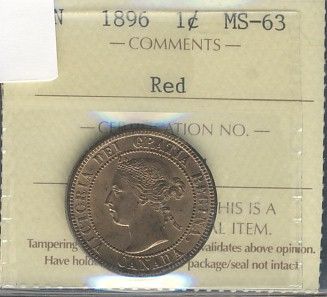 N 1896 1¢ MS-63
— COMMENTS —
Red
— CE ATION NO. —
VICTORIA DEI GRATIA REGINA.
CANADA
HIS IS A
AL ITEM.
Tampering validates above opinion.
Have hold package/seal not intact